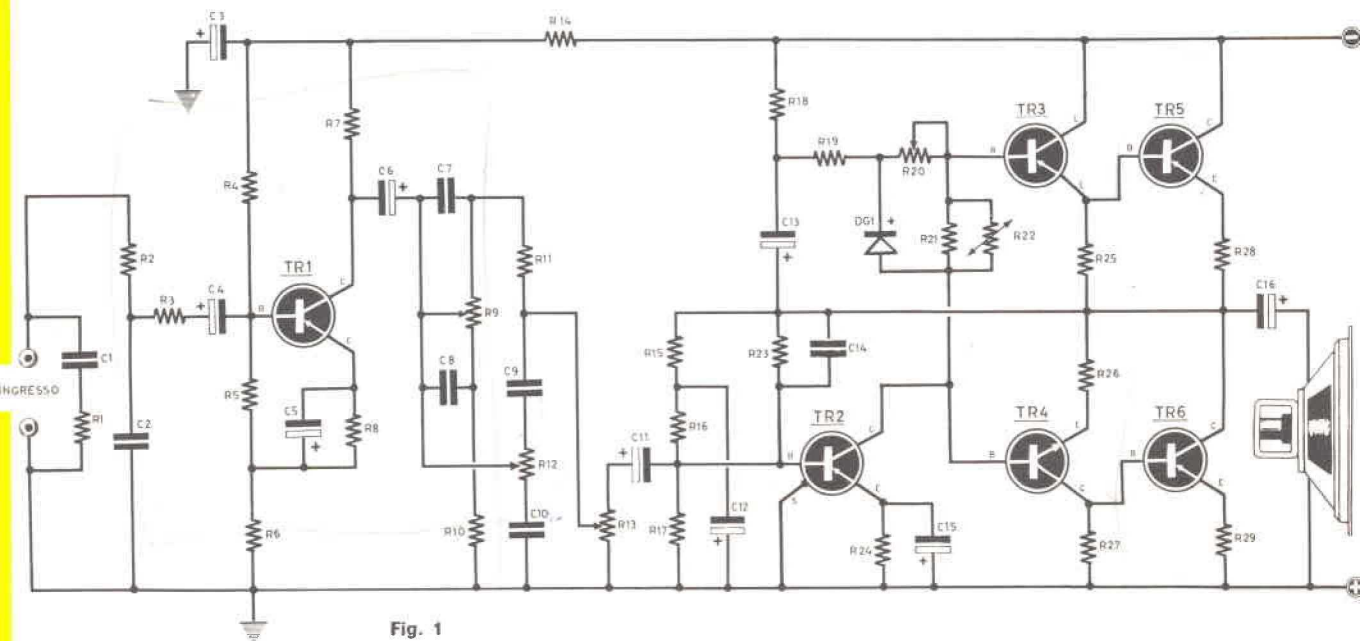 C3
R14
R7
R18
TR3
TR5
R19
R20
C6
C7
R4
R2
R11
C13
DG1
R21
R22
R25
R28
TR1
R3
C4
B
C
E
R9
C16
C1
C8
R15
R23
C14
R26
INGRESSO
R5
C5
R8
C9
R16
TR2
TR4
TR6
R1
C2
R12
C11
R6
R10
C10
R13
R17
C12
R24
C15
R27
R29
Fig. 1